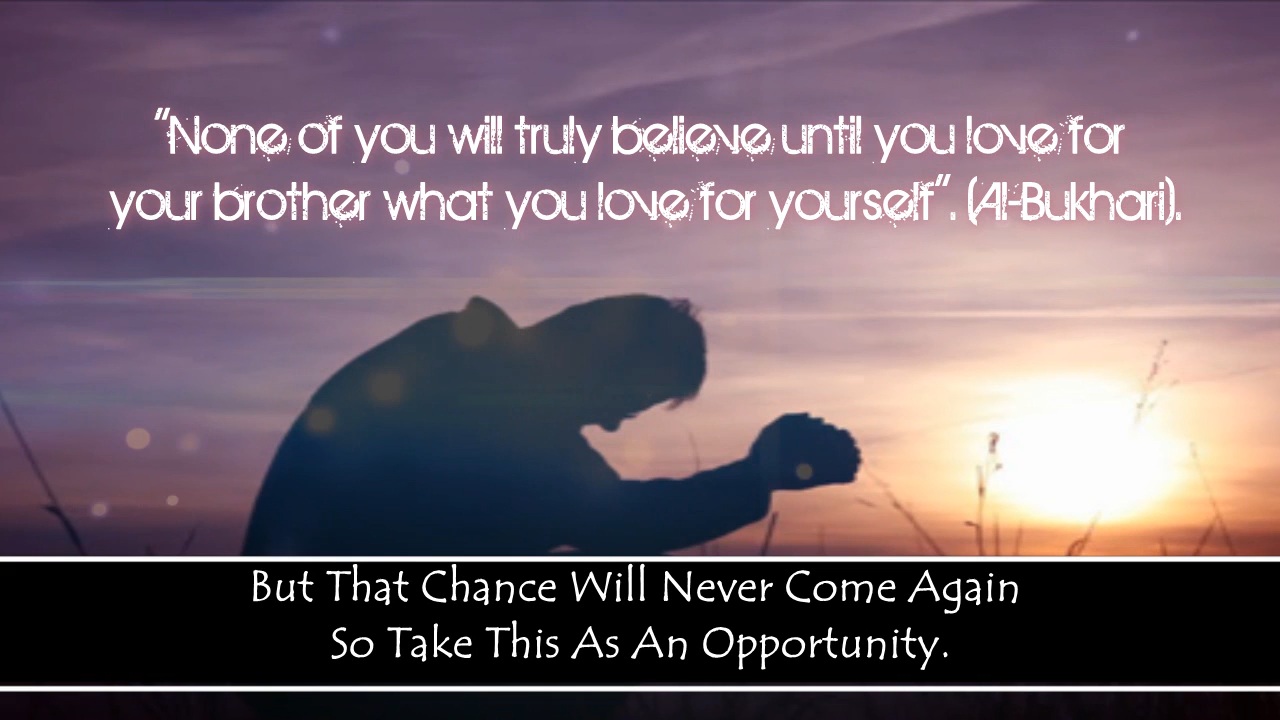 "None of you will truly believe until you love for
your brother what you love for yourself". (Al-Bukhari).
But That Chance Will Never Come Again
So Take This As An Opportunity.